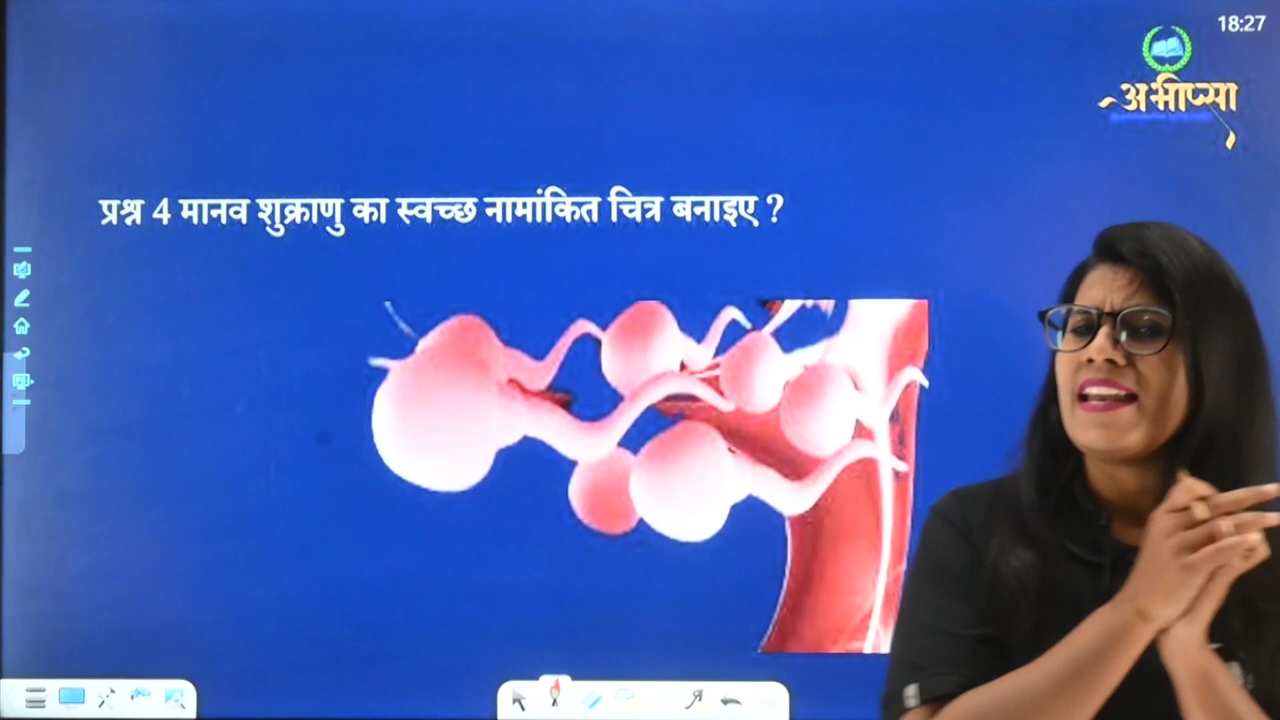 18:27
अभीप्सा
प्रश्न 4 मानव शुक्राणु का स्वच्छ नामांकित चित्र बनाइए ?